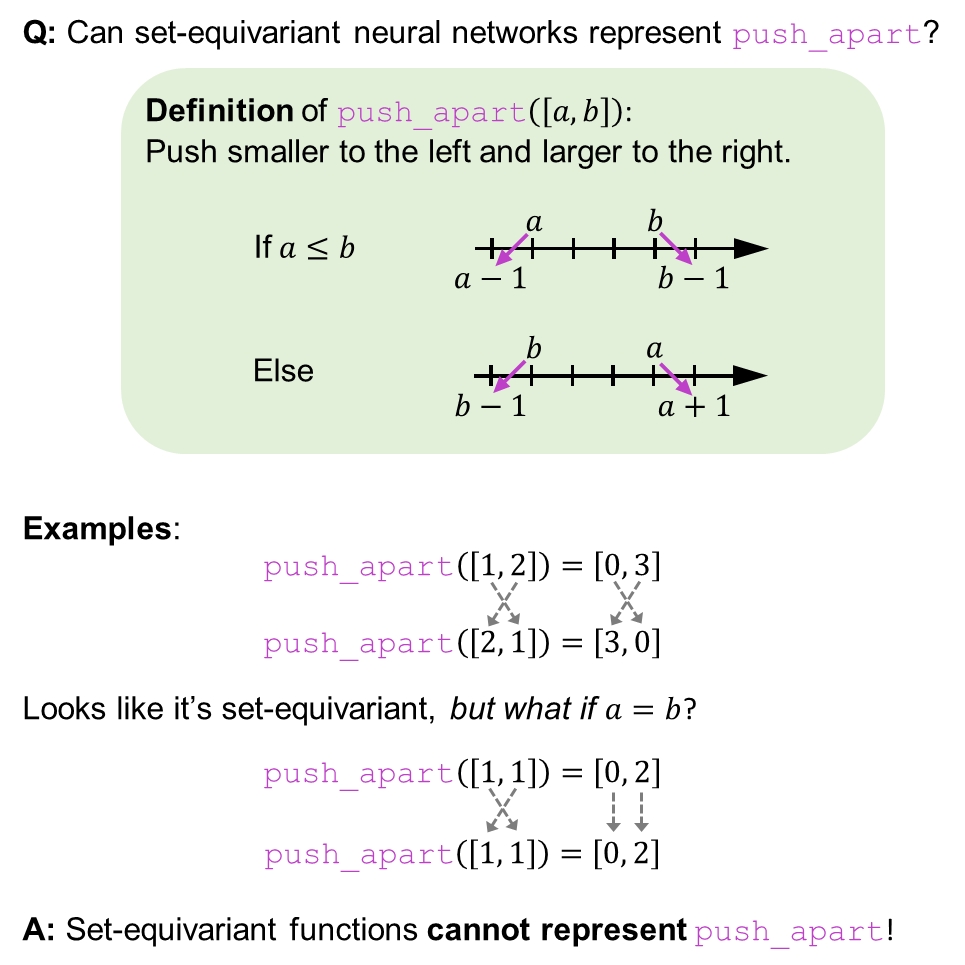 Q: Can set-equivariant neural networks represent push_apart?
Definition of push_apart([a, b]):
Push smaller to the left and larger to the right.
a b
If a ≤ b
a − 1 b − 1
b a
Else
b − 1 a + 1
Examples:
push_apart([1, 2]) = [0, 3]
push_apart([2, 1]) = [3, 0]
Looks like it's set-equivariant, but what if a = b?
push_apart([1, 1]) = [0, 2]
push_apart([1, 1]) = [0, 2]
A: Set-equivariant functions cannot represent push_apart!